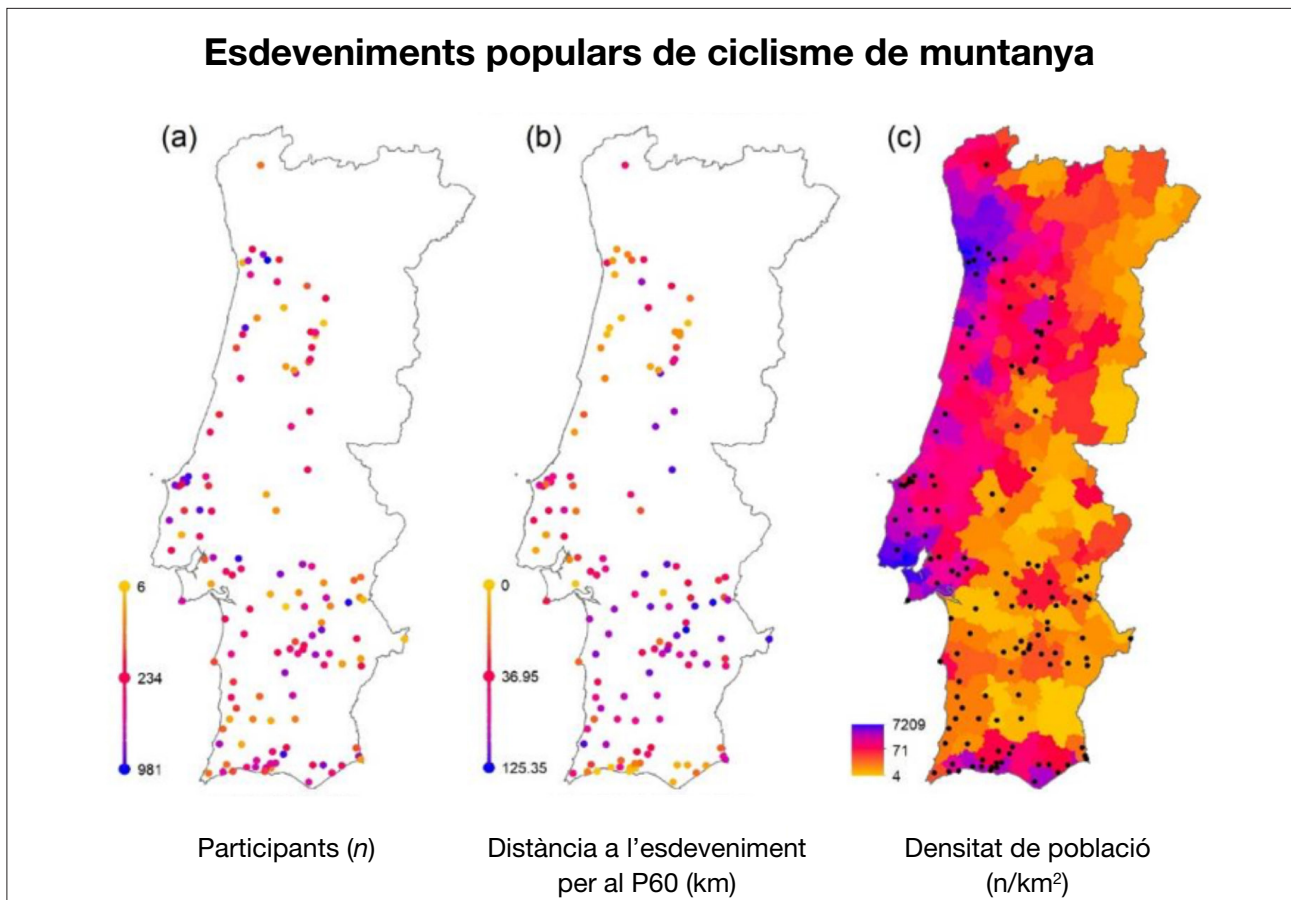 Esdeveniments populars de ciclisme de muntanya
(a)
(b)
(c)
6
234
981
0
36.95
125.35
7209
71
4
Participants (n)
Distància a l’esdeveniment
per al P60 (km)
Densitat de població
(n/km²)